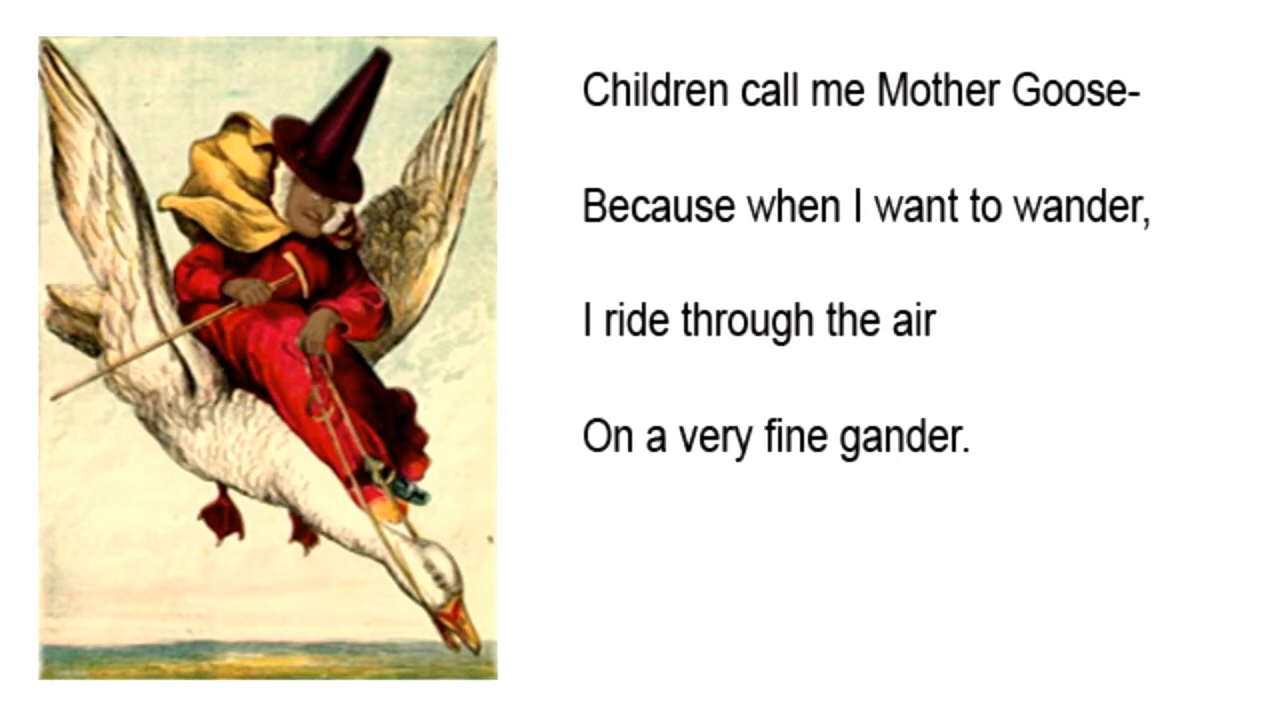 Children call me Mother Goose-
Because when I want to wander,
I ride through the air
On a very fine gander.